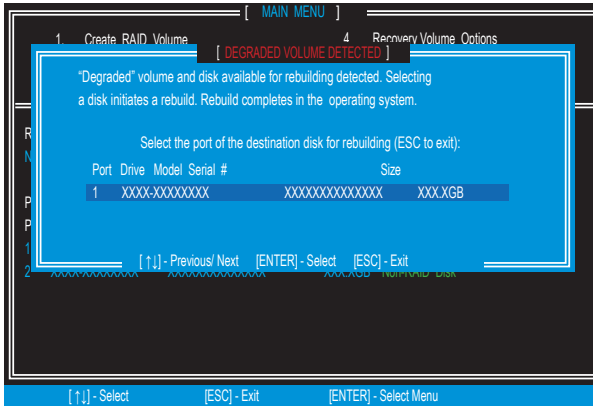 [ MAIN MENU ]
1. Create RAID Volume 4. Recovery Volume Options
[ DEGRADED VOLUME DETECTED ]
“Degraded” volume and disk available for rebuilding detected. Selecting
a disk initiates a rebuild. Rebuild completes in the operating system.
Select the port of the destination disk for rebuilding (ESC to exit):
Port Drive Model Serial # Size
1 XXXX-XXXXXXXX XXXXXXXXXXXXXX XXX.XGB
[ ↑↓] - Previous/ Next [ENTER] - Select [ESC] - Exit
2 XXXX-XXXXXXXX XXXXXXXXXXXXXX XXX.XGB Non-RAID Disk
[ ↑↓] - Select [ESC] - Exit [ENTER] - Select Menu